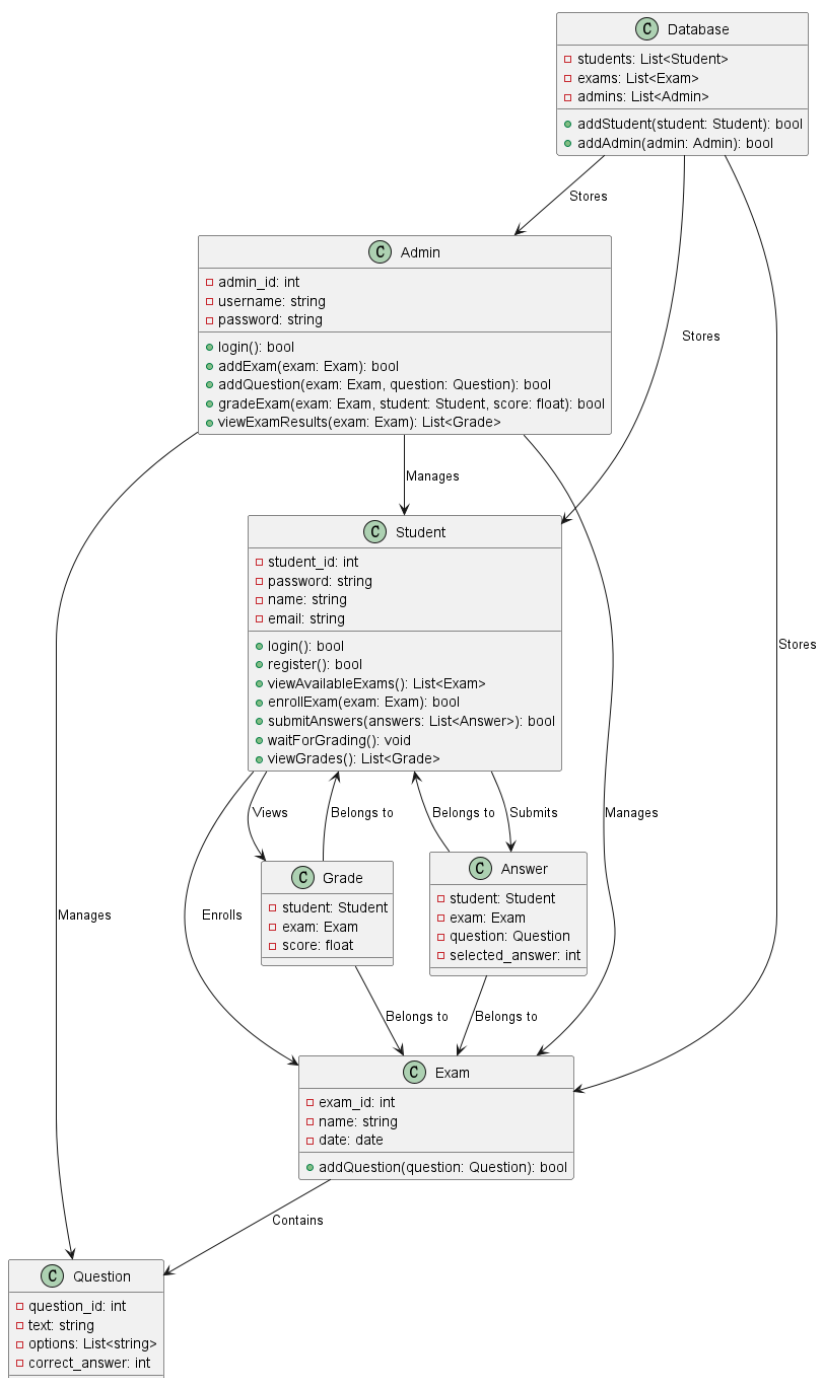 C Database
students: List<Student>
exams: List<Exam>
admins: List<Admin>
addStudent(student: Student): bool
addAdmin(admin: Admin): bool
Stores
C Admin
admin_id: int
username: string
password: string
login(): bool
addExam(exam: Exam): bool
addQuestion(exam: Exam, question: Question): bool
gradeExam(exam: Exam, student: Student, score: float): bool
viewExamResults(exam: Exam): List<Grade>
Stores
Manages
C Student
student_id: int
password: string
name: string
email: string
login(): bool
register(): bool
viewAvailableExams(): List<Exam>
enrollExam(exam: Exam): bool
submitAnswers(answers: List<Answer>): bool
waitForGrading(): void
viewGrades(): List<Grade>
Stores
Views
Belongs to
Belongs to
Submits
Manages
C Grade
student: Student
exam: Exam
score: float
C Answer
student: Student
exam: Exam
question: Question
selected_answer: int
Manages
Enrolls
Belongs to
Belongs to
C Exam
exam_id: int
name: string
date: date
addQuestion(question: Question): bool
Contains
C Question
question_id: int
text: string
options: List<string>
correct_answer: int